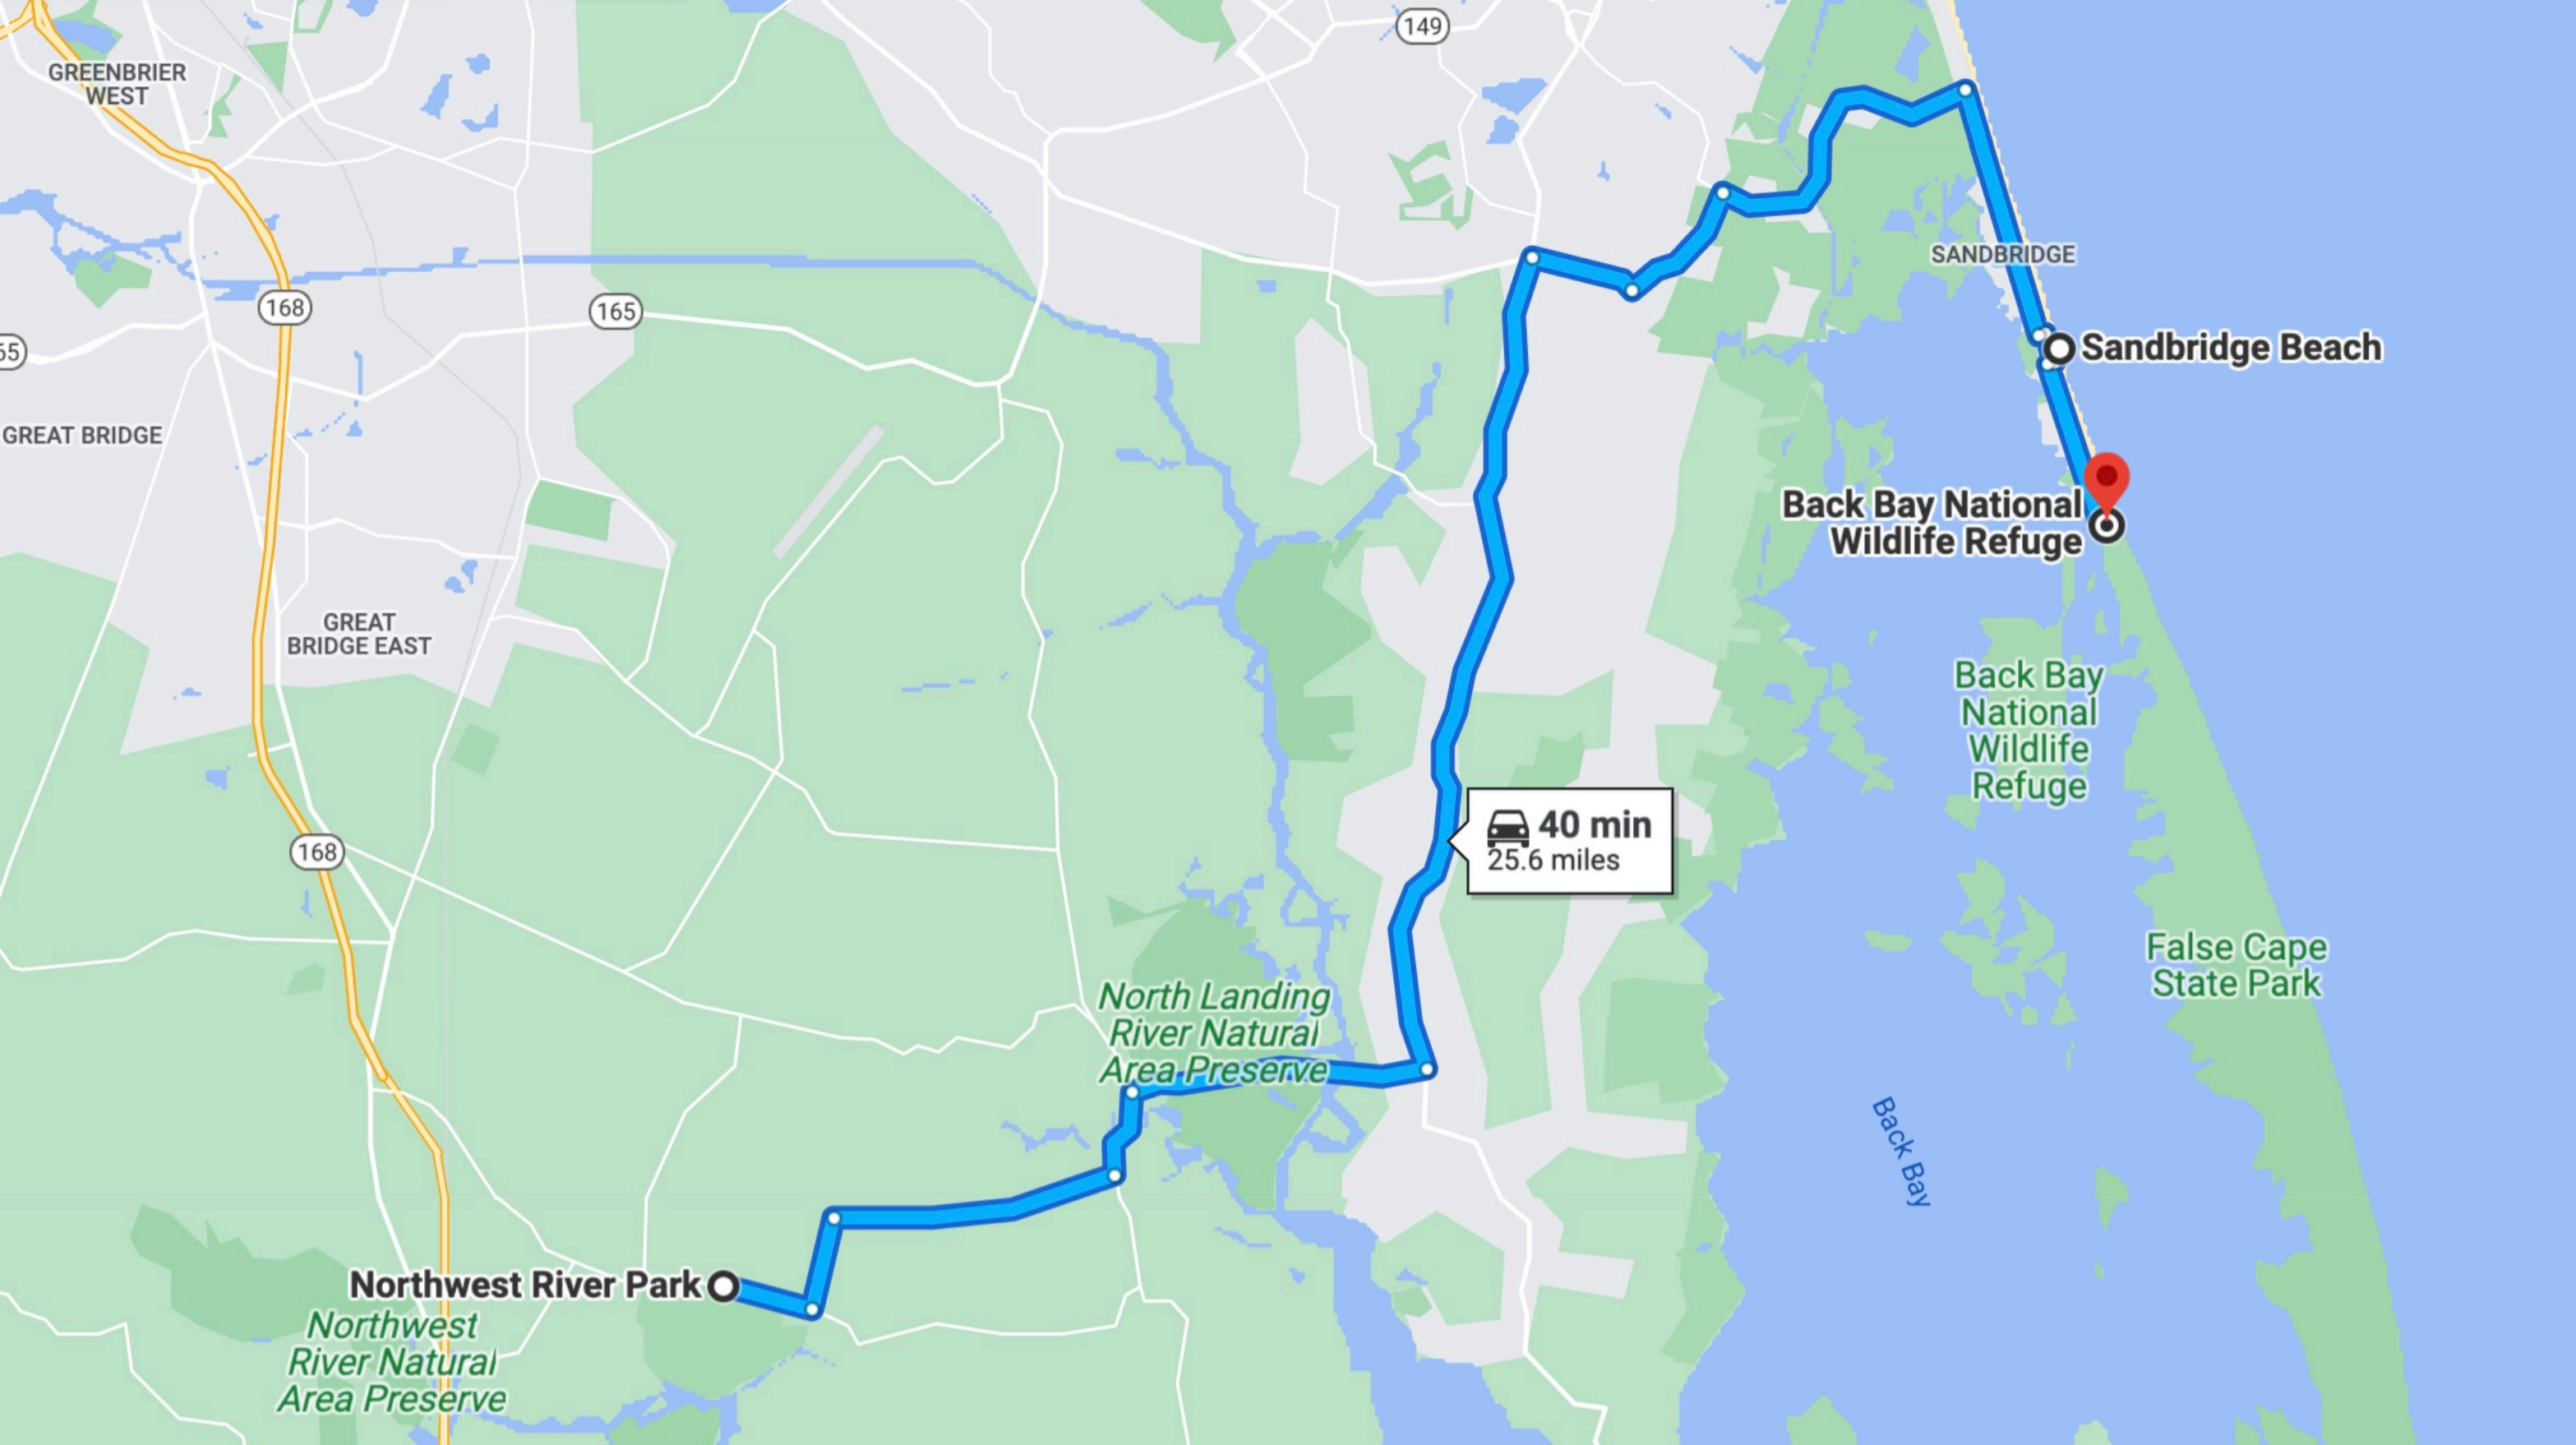 149
GREENBRIER
WEST
SANDBRIDGE
168
165
65
Sandbridge Beach
GREAT BRIDGE
Back Bay National
Wildlife Refuge
GREAT
BRIDGE EAST
Back Bay
National
Wildlife
Refuge
40 min
25.6 miles
168
False Cape
State Park
North Landing
River Natural
Area Preserve
Back Bay
Northwest River Park
Northwest
River Natural
Area Preserve